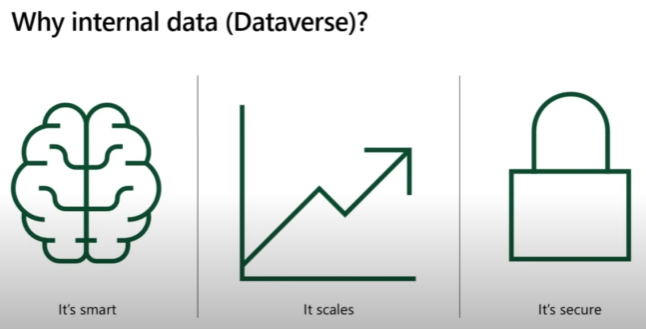 Why internal data (Dataverse)?
It's smart
It scales
It's secure